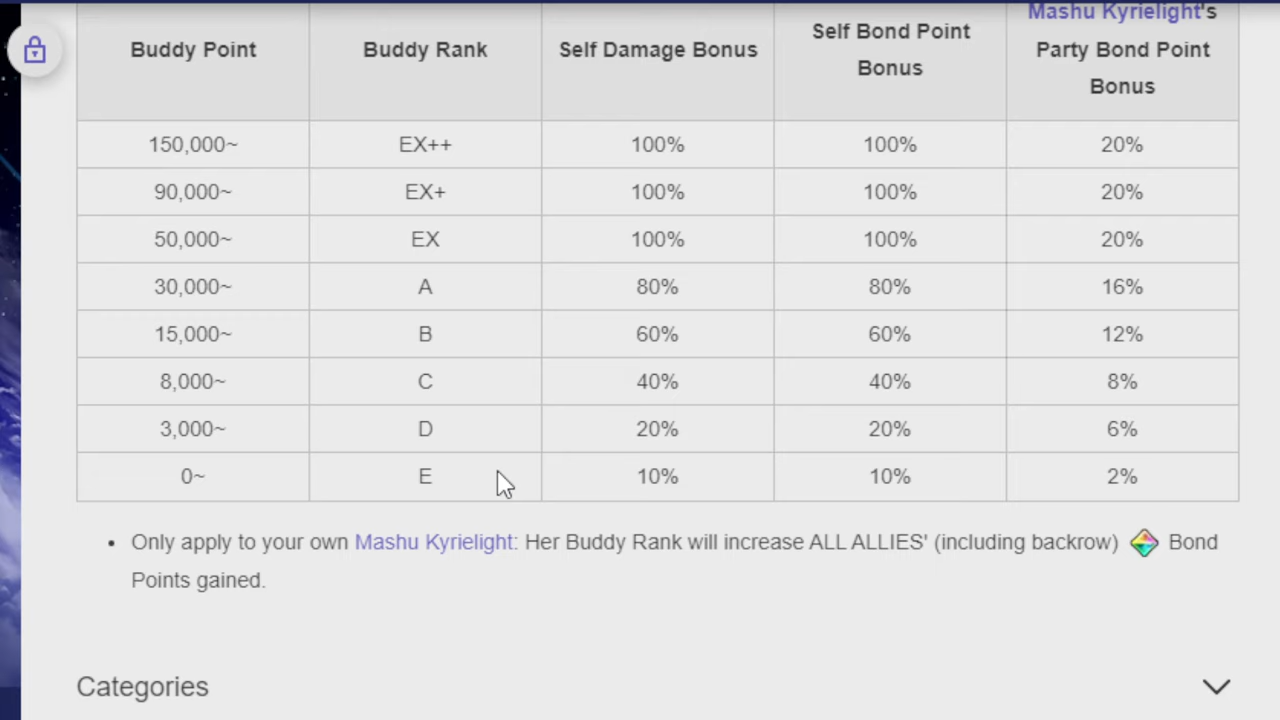 Buddy Point Buddy Rank Self Damage Bonus Self Bond Point Bonus Mashu Kyrielight's Party Bond Point Bonus
150,000~ EX++ 100% 100% 20%
90,000~ EX+ 100% 100% 20%
50,000~ EX 100% 100% 20%
30,000~ A 80% 80% 16%
15,000~ B 60% 60% 12%
8,000~ C 40% 40% 8%
3,000~ D 20% 20% 6%
0~ E 10% 10% 2%
• Only apply to your own Mashu Kyrielight: Her Buddy Rank will increase ALL ALLIES' (including backrow) Bond
Points gained.
Categories